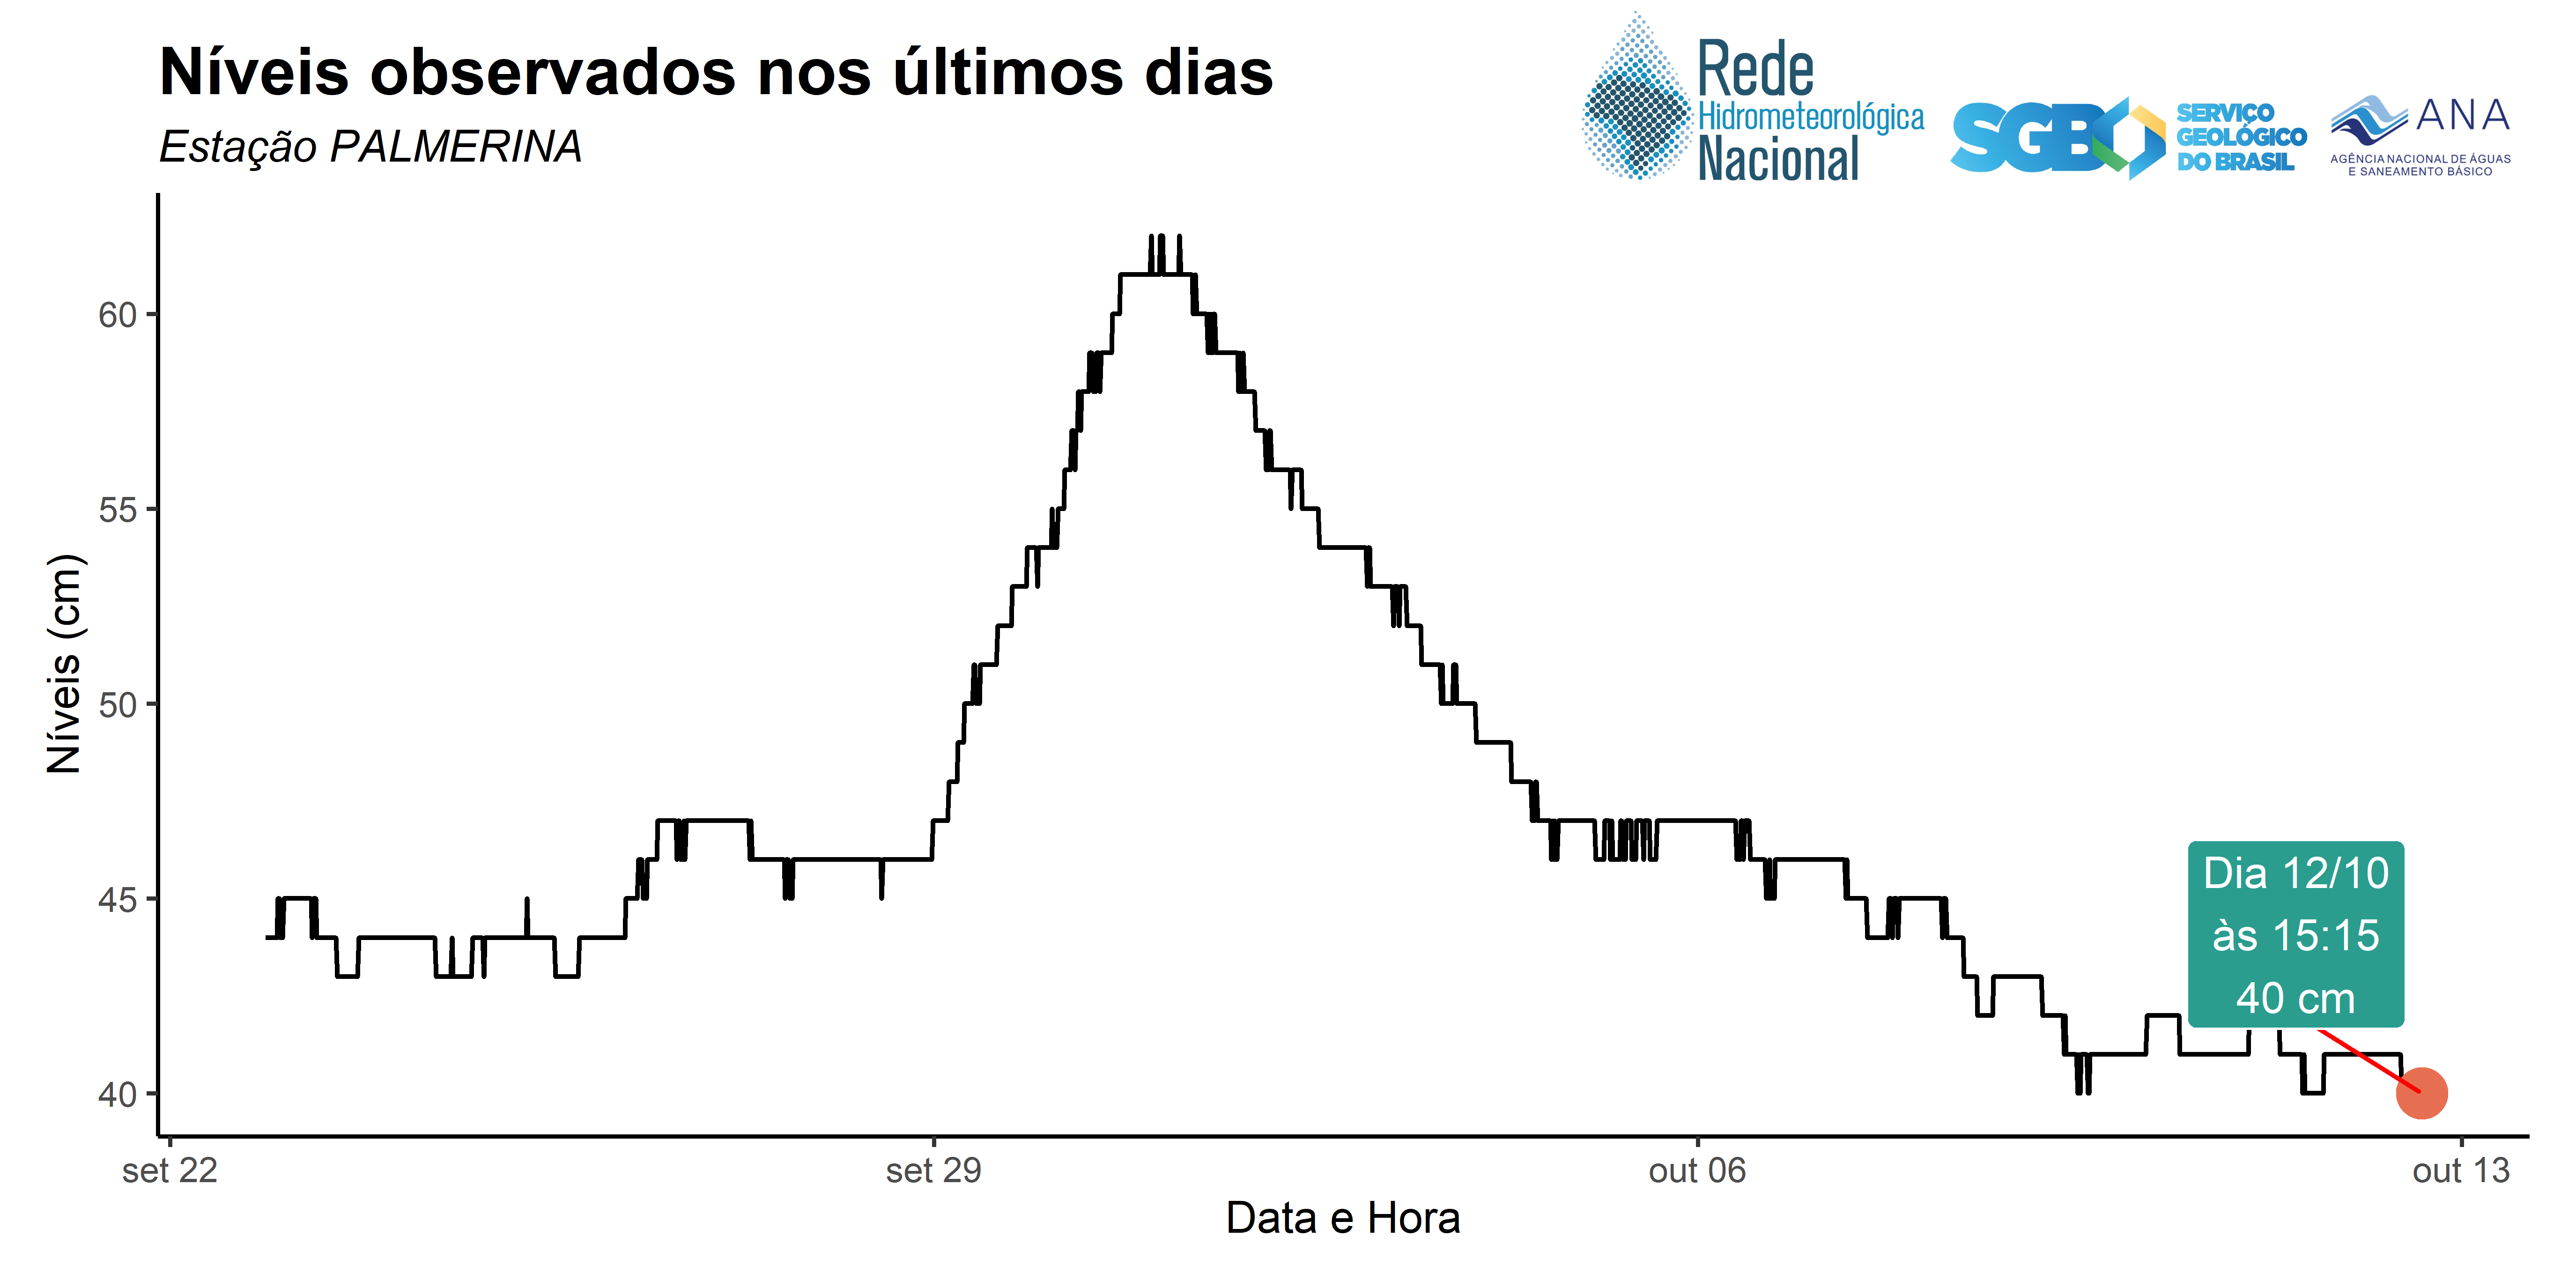 Níveis observados nos últimos dias
Estação PALMERINA
Rede
Hidrometeorológica
Nacional
SGB
SERVIÇO
GEOLÓGICO
DO BRASIL
ANA
AGÊNCIA NACIONAL DE ÁGUAS
E SANEAMENTO BÁSICO
Níveis (cm)
60
55
50
45
40
Dia 12/10
às 15:15
40 cm
set 22
set 29
out 06
out 13
Data e Hora